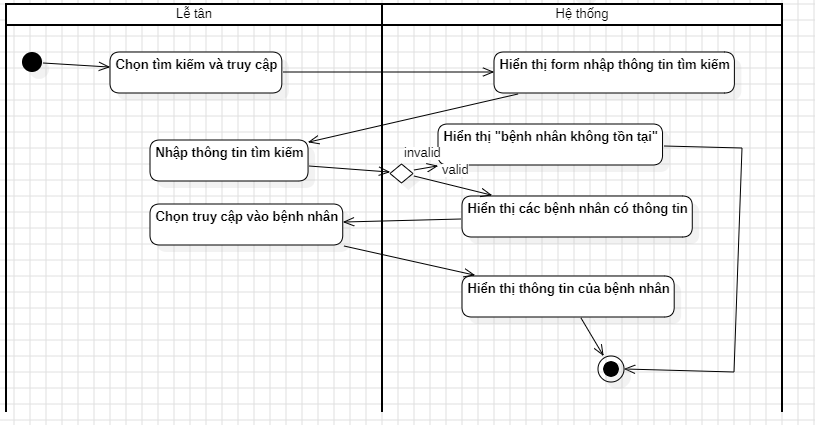 Lễ tân
Hệ thống
Chọn tìm kiếm và truy cập
Hiển thị form nhập thông tin tìm kiếm
Hiển thị "bệnh nhân không tồn tại"
Nhập thông tin tìm kiếm
invalid
valid
Chọn truy cập vào bệnh nhân
Hiển thị các bệnh nhân có thông tin
Hiển thị thông tin của bệnh nhân